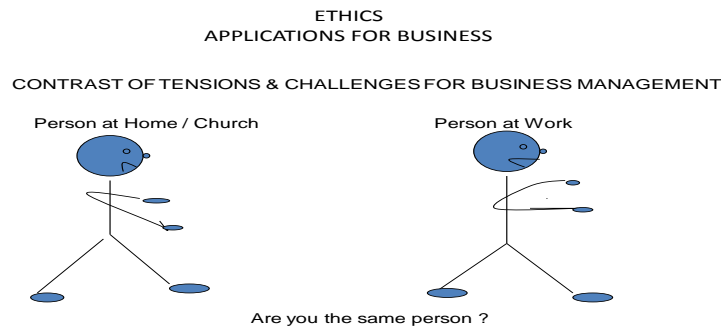 ETHICS
APPLICATIONS FOR BUSINESS
CONTRAST OF TENSIONS & CHALLENGES FOR BUSINESS MANAGEMENT
Person at Home / Church
Person at Work
Are you the same person ?